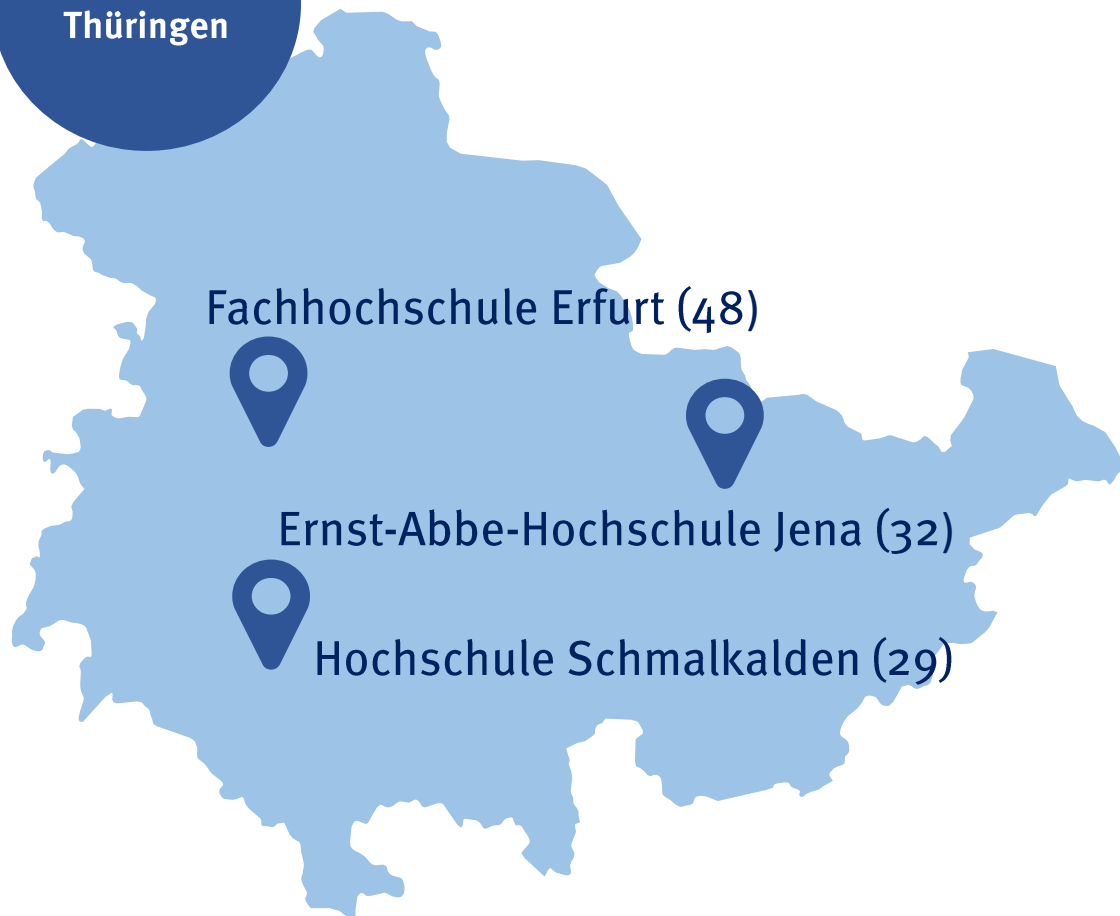 Thüringen
Fachhochschule Erfurt (48)
Ernst-Abbe-Hochschule Jena (32)
Hochschule Schmalkalden (29)